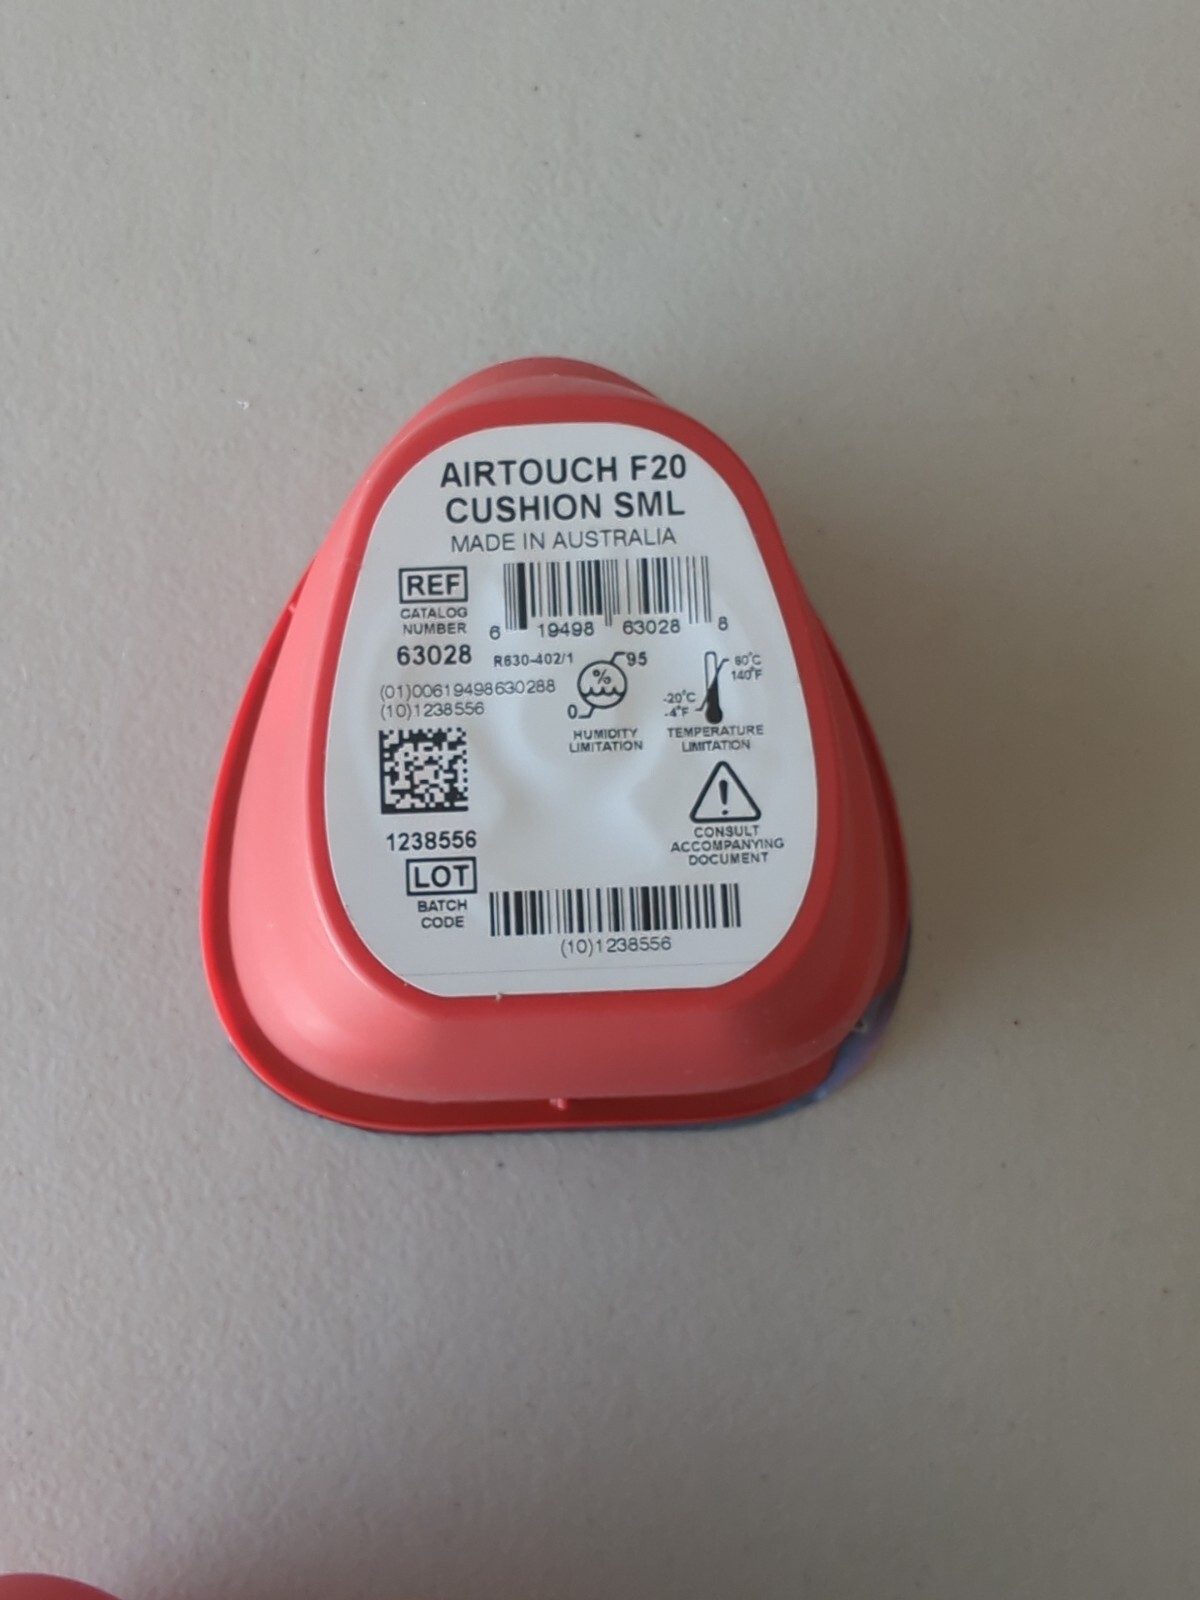 AIRTOUCH F20
CUSHION SML
MADE IN AUSTRALIA
REF
CATALOG
NUMBER
63028
6 19498 63028 8
R630-402/1
(01)00619498630288
(10)1238556
%
95
0
HUMIDITY
LIMITATION
60°C
140°F
-20°C
-4°F
TEMPERATURE
LIMITATION
!
CONSULT
ACCOMPANYING
DOCUMENT
1238556
LOT
BATCH
CODE
(10)1238556